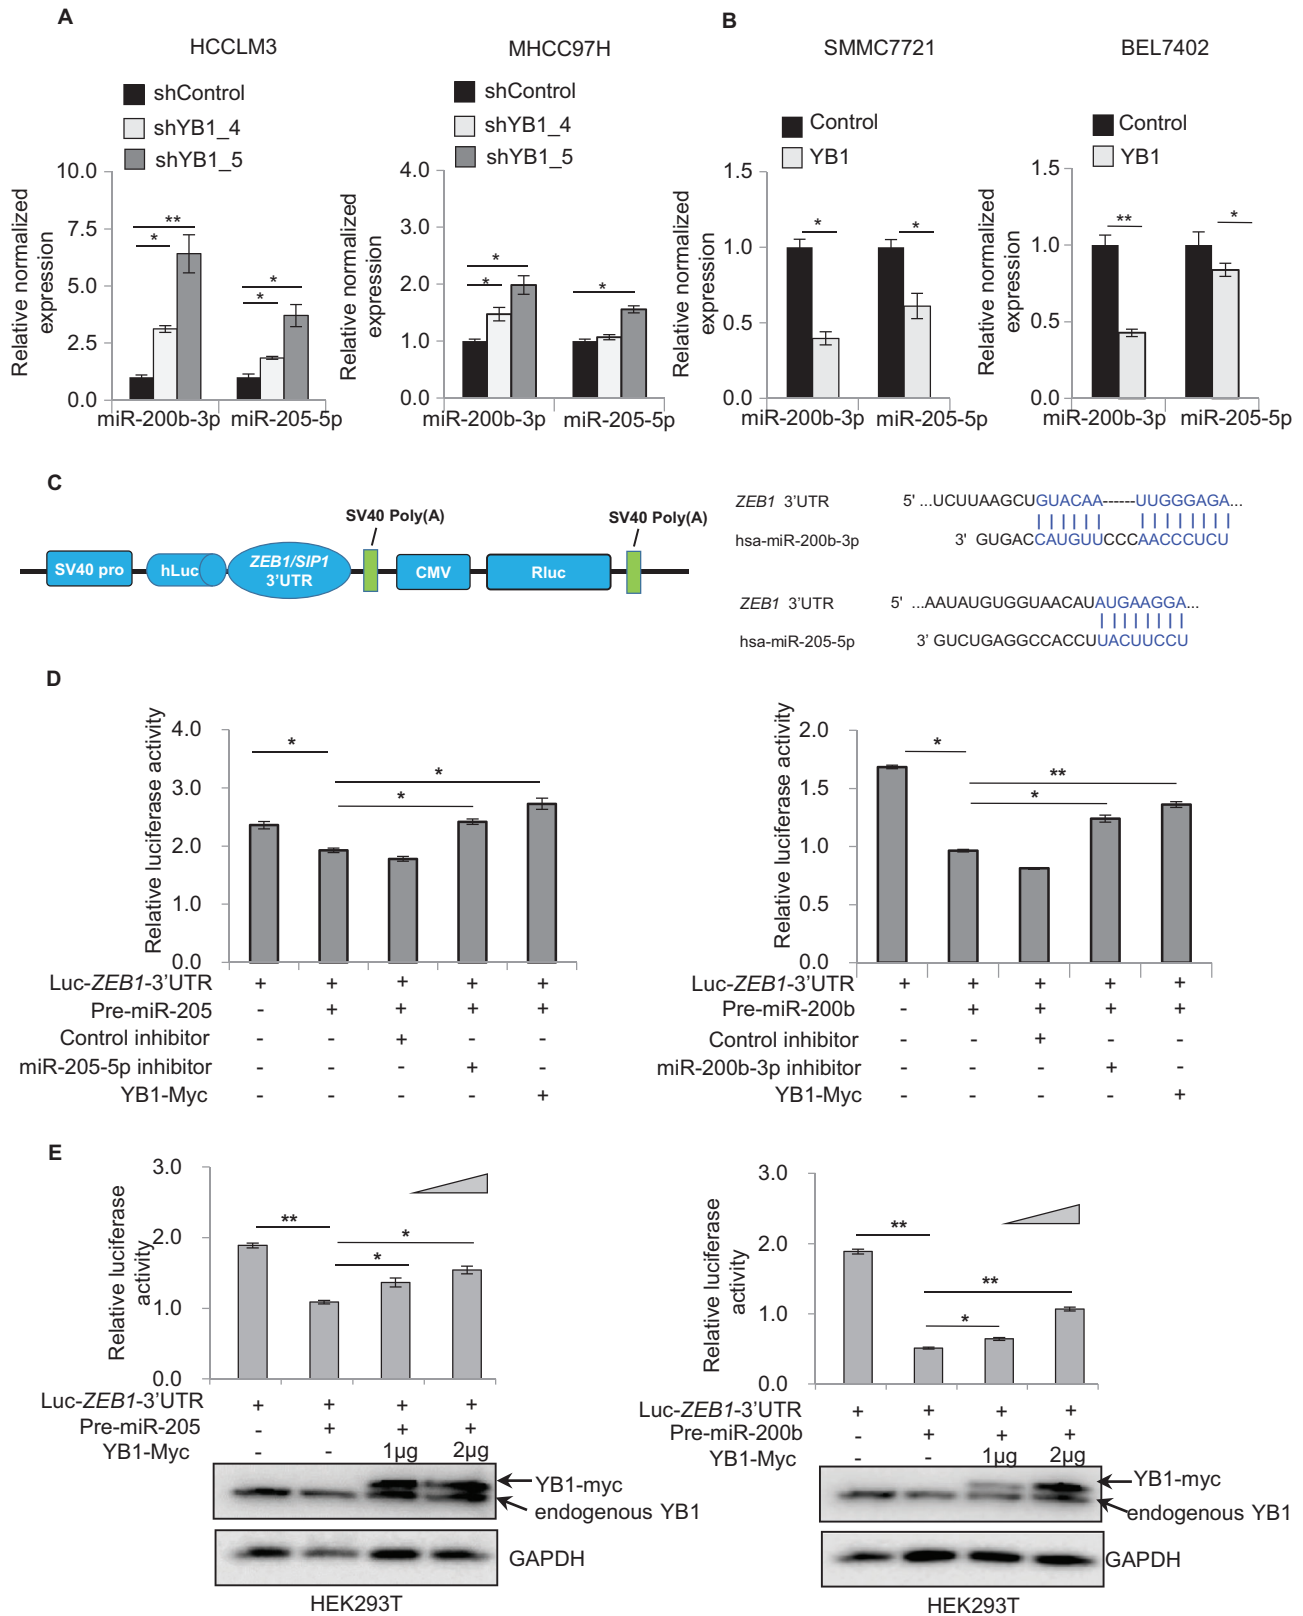 A
HCCLM3
shControl
shYB1_4
shYB1_5
Relative normalized
expression
10.0
7.5
5.0
2.5
0.0
**
*
*
*
miR-200b-3p
miR-205-5p
MHCC97H
shControl
shYB1_4
shYB1_5
Relative normalized
expression
4.0
3.0
2.0
1.0
0.0
*
*
*
miR-200b-3p
miR-205-5p
B
SMMC7721
Control
YB1
Relative normalized
expression
1.5
1.0
0.5
0.0
*
*
miR-200b-3p
miR-205-5p
BEL7402
Control
YB1
Relative normalized
expression
1.5
1.0
0.5
0.0
**
*
miR-200b-3p
miR-205-5p
C
SV40 pro
hLuc
ZEB1/SIP1
3'UTR
SV40 Poly(A)
CMV
Rluc
SV40 Poly(A)
ZEB1 3'UTR 5' ...UCUUAAGCUGUACAA------UUGGGAGA...
hsa-miR-200b-3p 3' GUGACCAUGUUCCCAACCCUCU
ZEB1 3'UTR 5' ...AAUAUGUGGUAACAUAUGAAGGA...
hsa-miR-205-5p 3' GUCUGAGGCCACCUUACUUCCU
D
Relative luciferase activity
4.0
3.0
2.0
1.0
0.0
*
*
*
Luc-ZEB1-3'UTR + + + + +
Pre-miR-205 - + + + +
Control inhibitor - - + - -
miR-205-5p inhibitor - - - + -
YB1-Myc - - - - +
Relative luciferase activity
2.0
1.5
1.0
0.5
0.0
*
**
*
Luc-ZEB1-3'UTR + + + + +
Pre-miR-200b - + + + +
Control inhibitor - - + - -
miR-200b-3p inhibitor - - - + -
YB1-Myc - - - - +
E
Relative luciferase
activity
3.0
2.0
1.0
0.0
**
*
*
Luc-ZEB1-3'UTR + + + +
Pre-miR-205 - + + +
YB1-Myc - - 1µg 2µg
YB1-myc
endogenous YB1
GAPDH
HEK293T
Relative luciferase
activity
3.0
2.0
1.0
0.0
**
**
*
Luc-ZEB1-3'UTR + + + +
Pre-miR-200b - + + +
YB1-Myc - - 1µg 2µg
YB1-myc
endogenous YB1
GAPDH
HEK293T